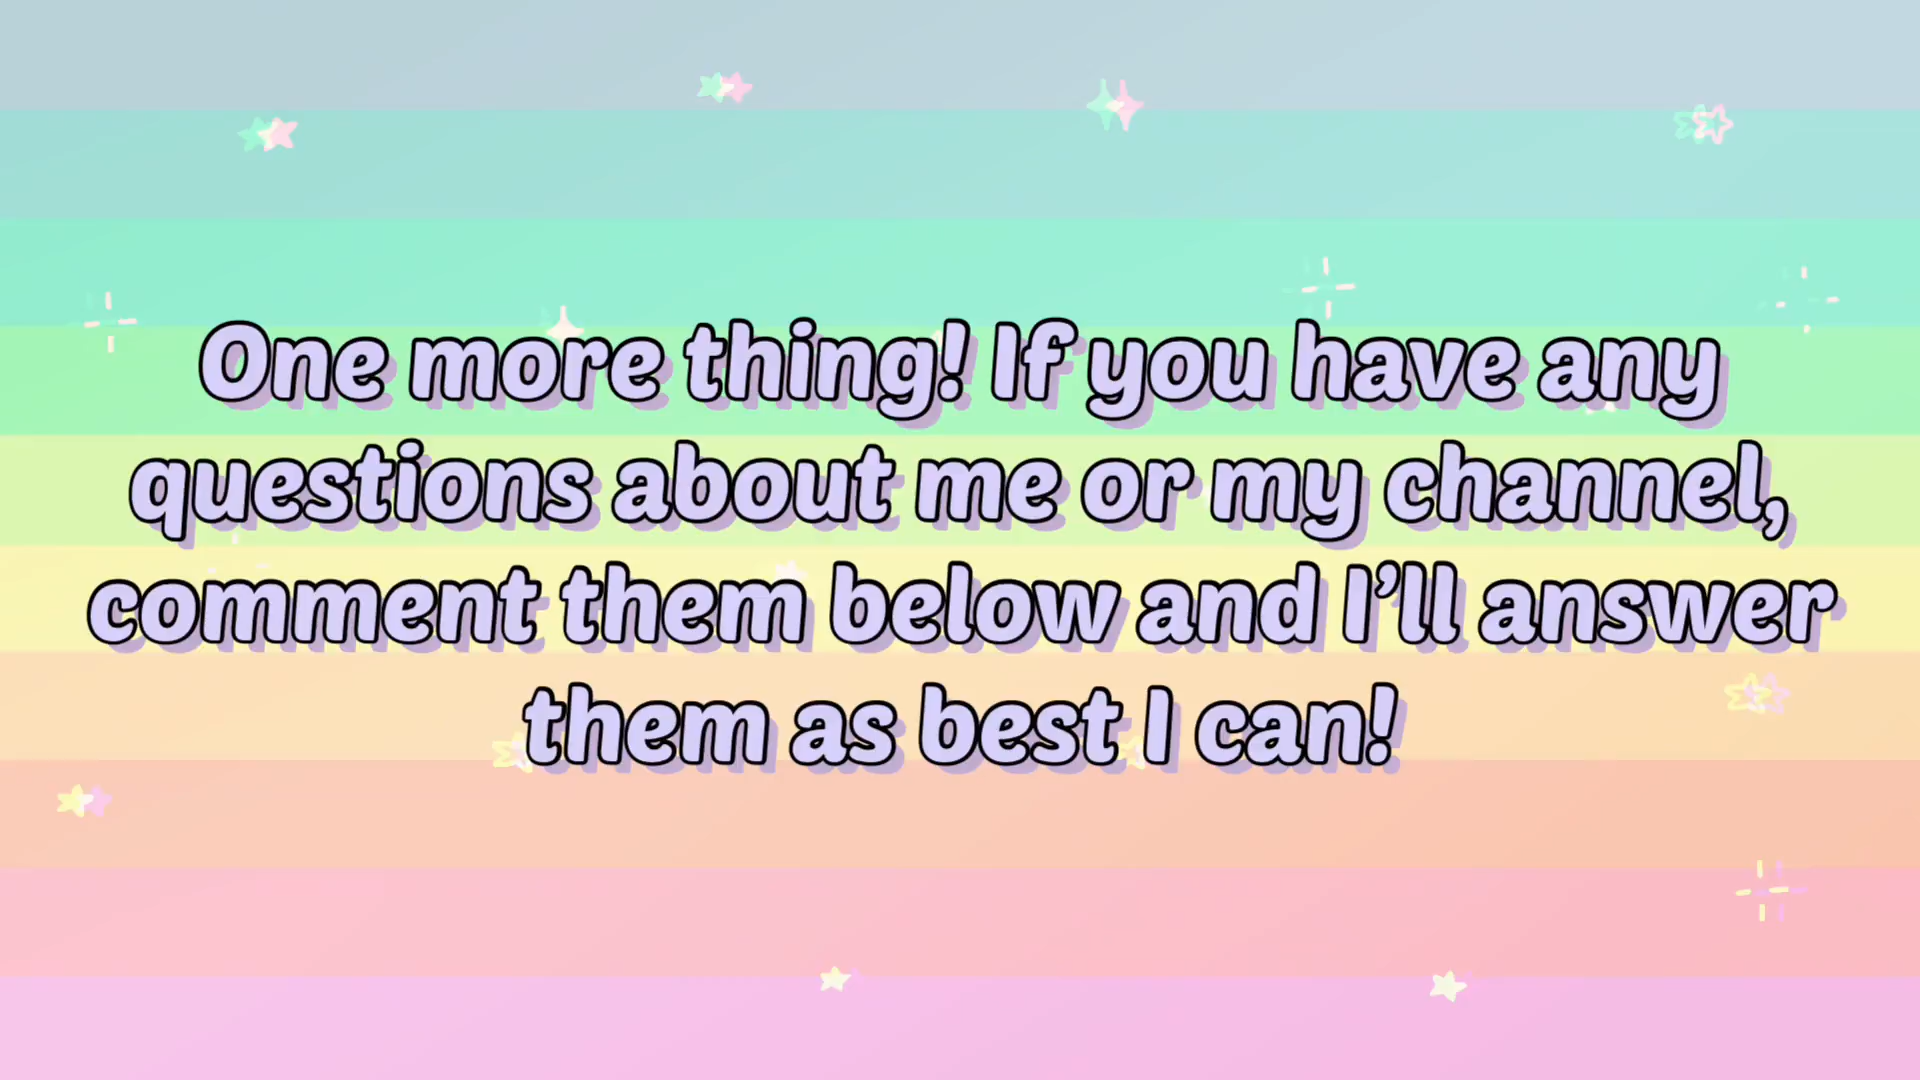 One more thing! If you have any
questions about me or my channel,
comment them below and I’ll answer
them as best I can!